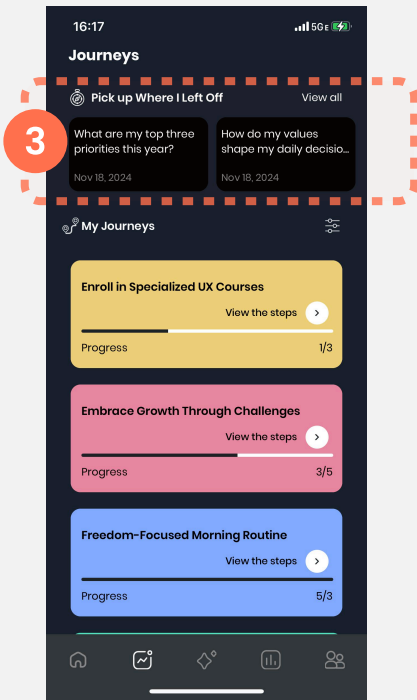 16:17
5G E
Journeys
Pick up Where I Left Off
View all
3
What are my top three
priorities this year?
Nov 18, 2024
How do my values
shape my daily decisio...
Nov 18, 2024
My Journeys
Enroll in Specialized UX Courses
View the steps
Progress
1/3
Embrace Growth Through Challenges
View the steps
Progress
3/5
Freedom-Focused Morning Routine
View the steps
Progress
5/3